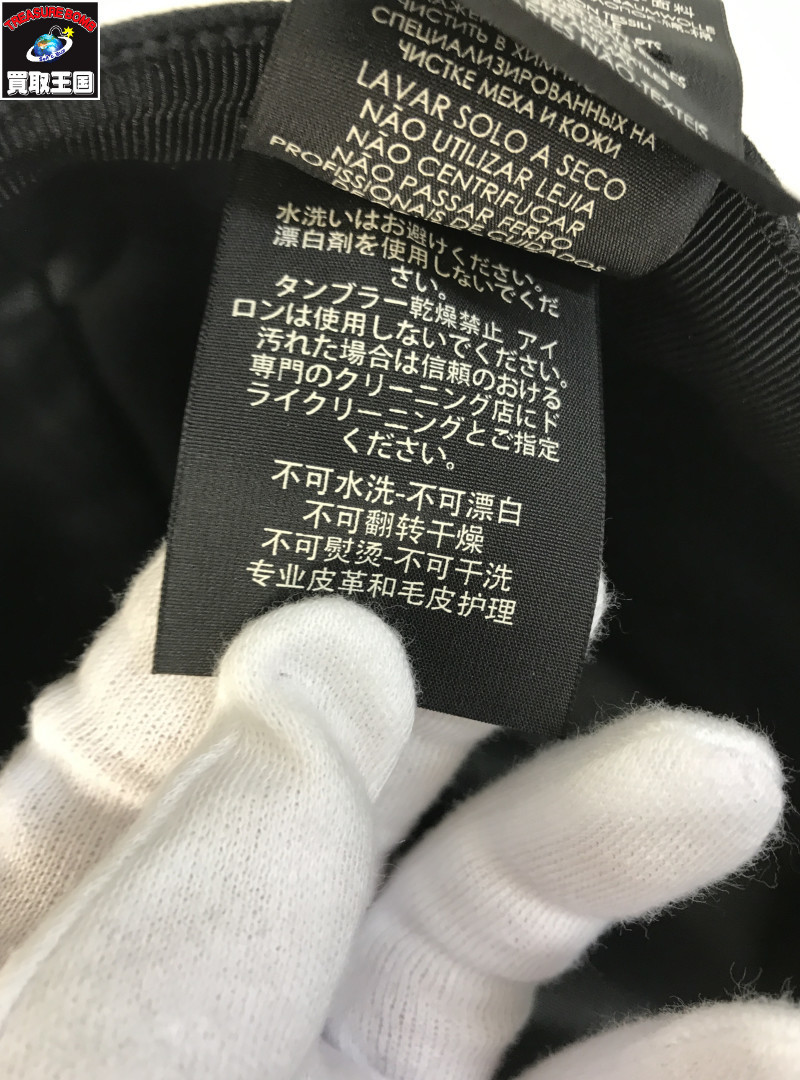 TREASURE BOMB
買取王国
ЧИСТИТЬ В
СПЕЦИАЛИЗИРОВАННЫХ НА
ЧИСТКЕ МЕХА И КОЖИ
LAVAR SOLO A SECO
NÃO UTILIZAR LEJIA
NÃO CENTRIFUGAR
NÃO PASSAR FERRO
PROFISSIONAIS DE CUIDADOS
NÃO-TEXTEIS
水洗いはお避けください。
漂白剤を使用しないでくだ
さい。
タンブラー乾燥禁止 アイ
ロンは使用しないでください。
汚れた場合は信頼のおける
専門のクリーニング店にド
ライクリーニングとご指定
ください。
不可水洗-不可漂白
不可翻转干燥
不可熨烫-不可干洗
专业皮革和毛皮护理